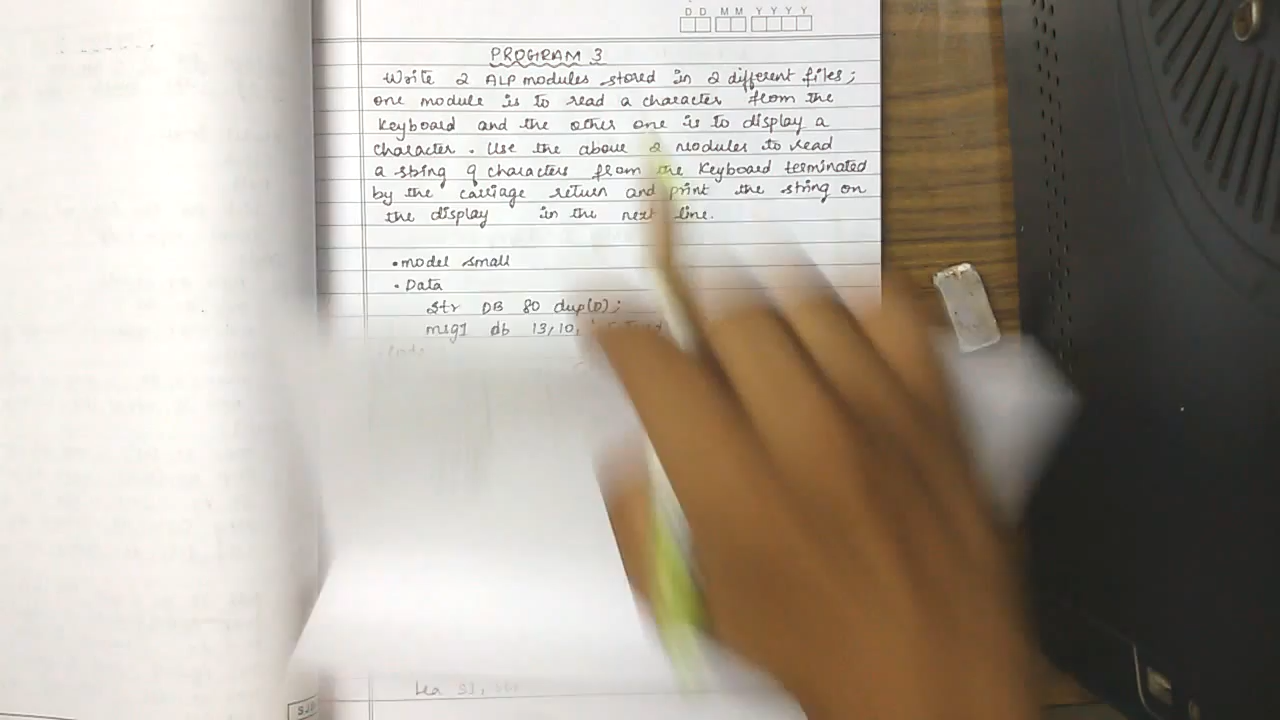 D D M M Y Y Y Y
PROGRAM 3
Write 2 ALP modules stored in 2 different files;
one module is to read a character from the
keyboard and the other one is to display a
character. Use the above 2 modules to read
a string of characters from the keyboard terminated
by the carriage return and print the string on
the display in the next line.
.model small
.Data
Str DB 80 dup(0);
msg1 db 13,10,
Lea SI,